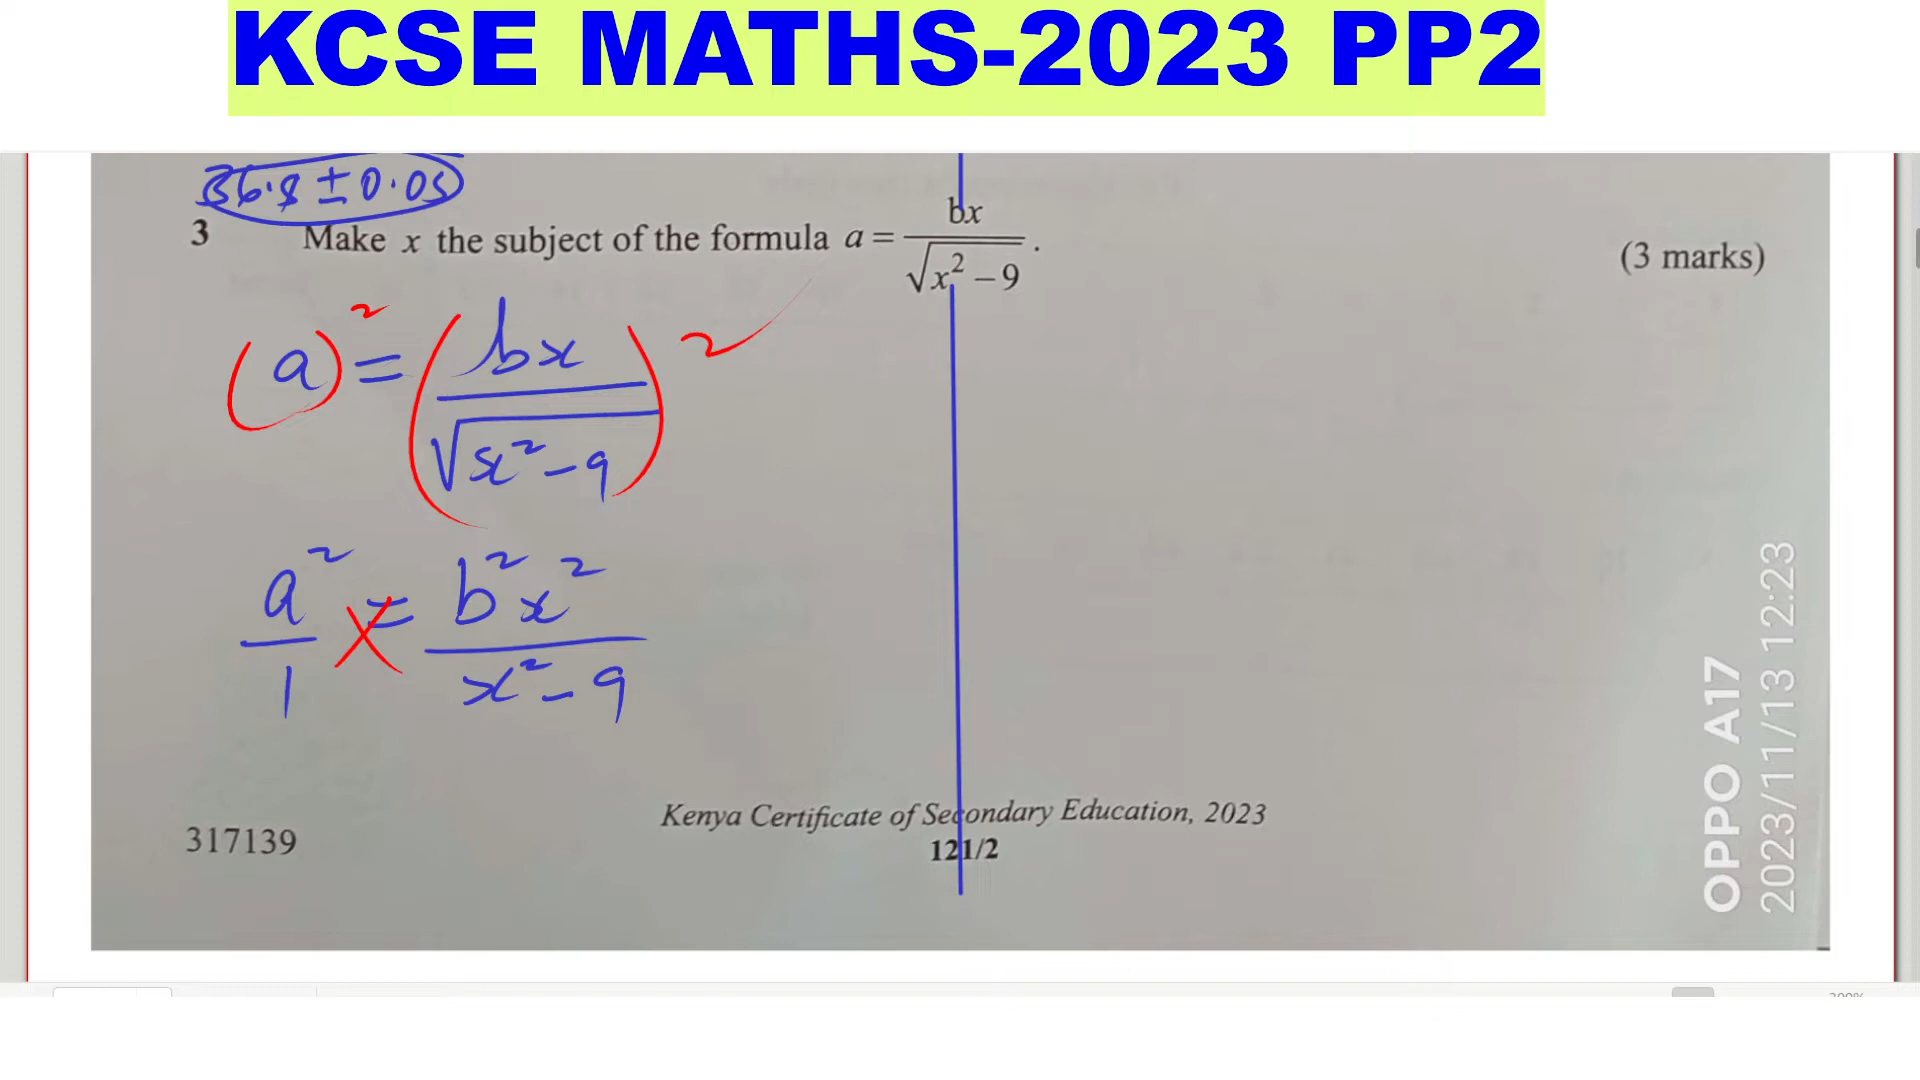 KCSE MATHS-2023 PP2
36.8 ± 0.05
3 Make x the subject of the formula a = bx / √(x² – 9) . (3 marks)
(a)² = (bx / √(x² – 9))²
a² / 1 = b²x² / x² – 9
Kenya Certificate of Secondary Education, 2023
317139
121/2
OPPO A17
2023/11/13 12:23